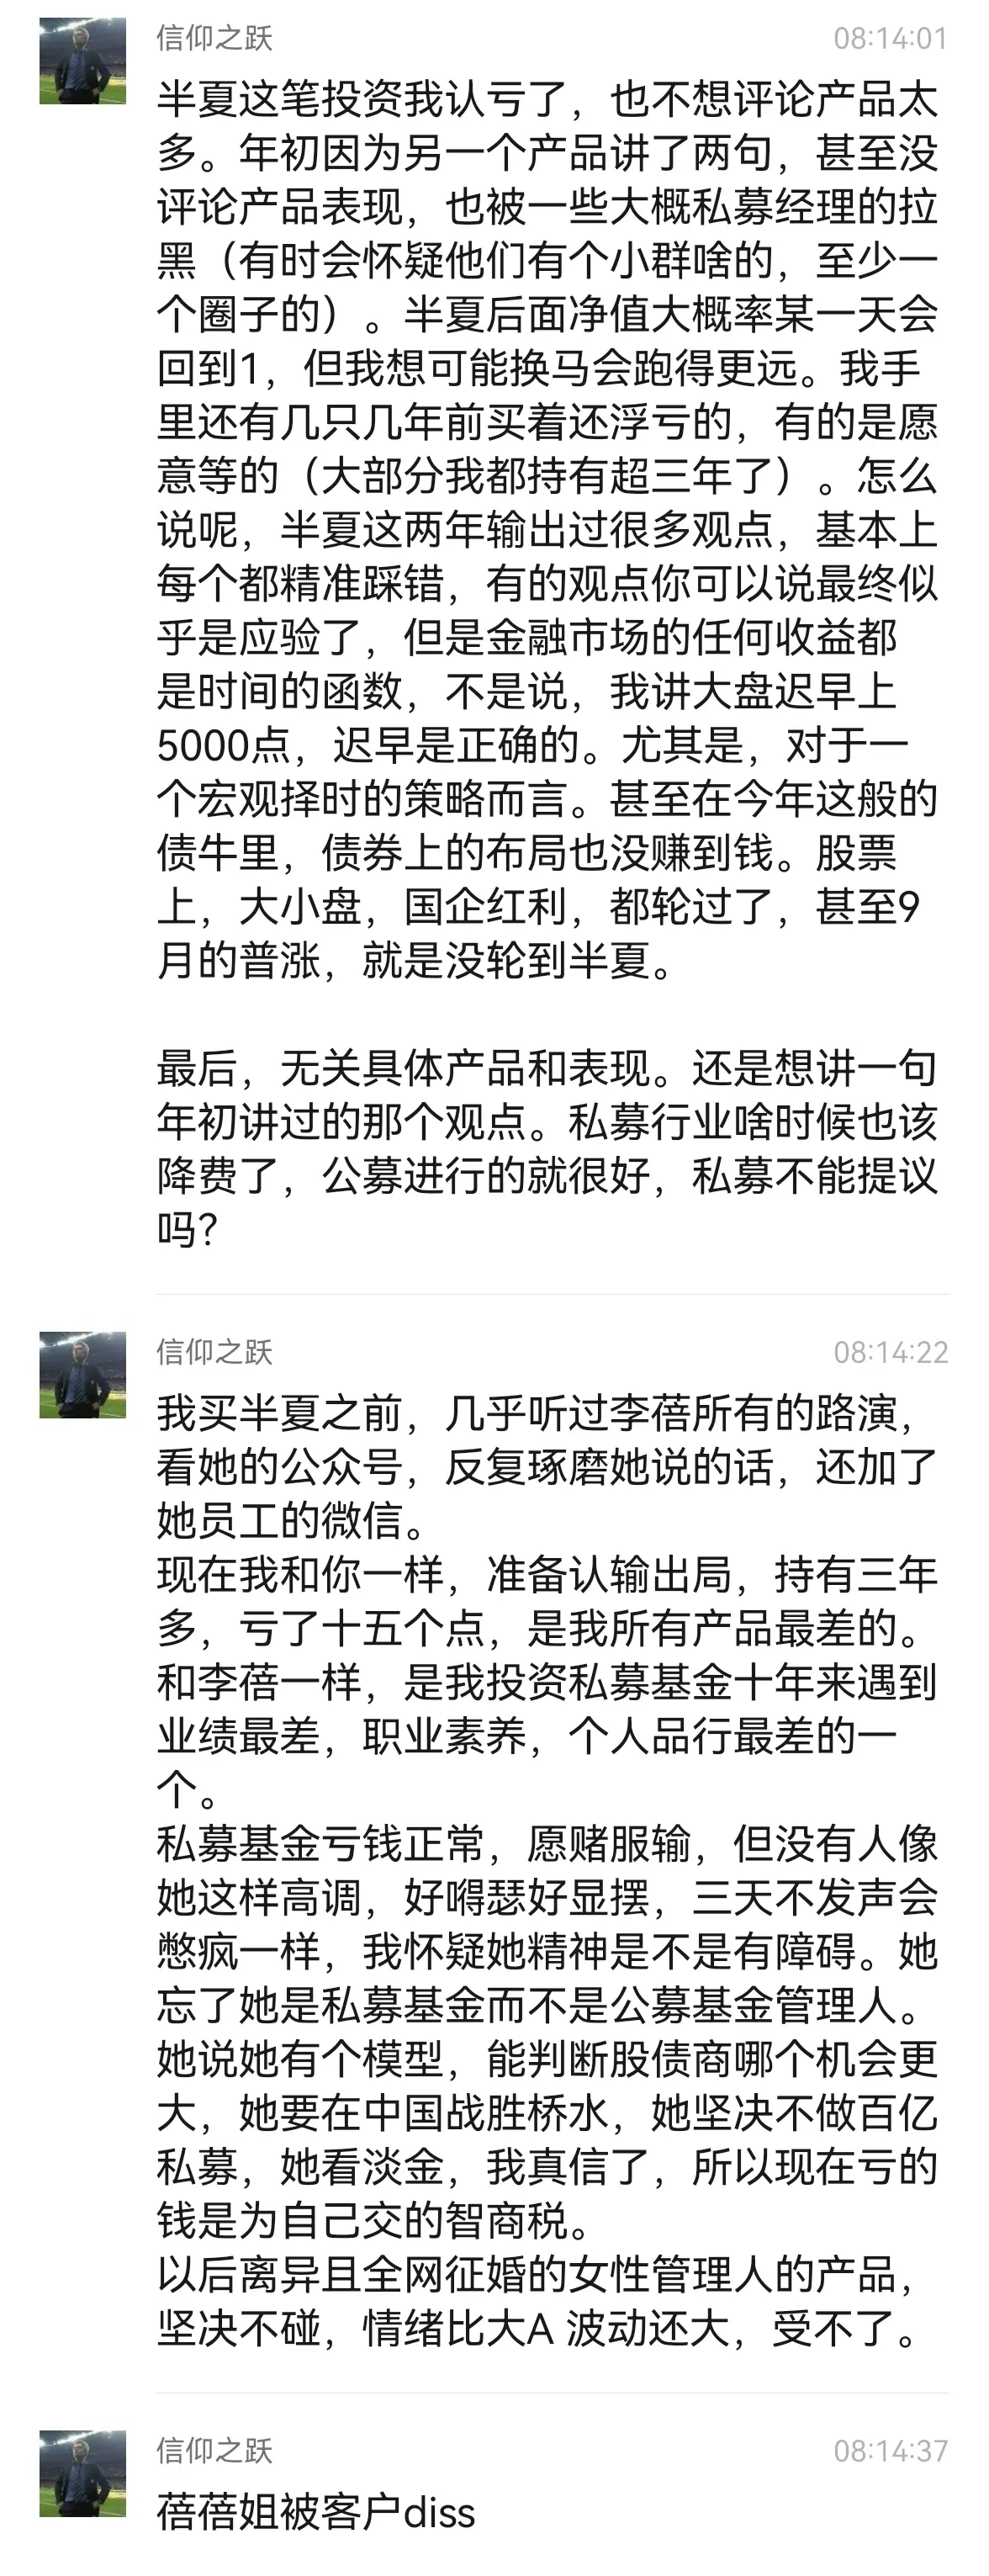 信仰之跃
08:14:01
半夏这笔投资我认亏了，也不想评论产品太
多。年初因为另一个产品讲了两句，甚至没
评论产品表现，也被一些大概私募经理的拉
黑（有时会怀疑他们有个小群啥的，至少一
个圈子的）。半夏后面净值大概率某一天会
回到1，但我想可能换马会跑得更远。我手
里还有几只几年前买着还浮亏的，有的是愿
意等的（大部分我都持有超三年了）。怎么
说呢，半夏这两年输出过很多观点，基本上
每个都精准踩错，有的观点你可以说最终似
乎是应验了，但是金融市场的任何收益都
是时间的函数，不是说，我讲大盘迟早上
5000点，迟早是正确的。尤其是，对于一
个宏观择时的策略而言。甚至在今年这般的
债牛里，债券上的布局也没赚到钱。股票
上，大小盘，国企红利，都轮过了，甚至9
月的普涨，就是没轮到半夏。
最后，无关具体产品和表现。还是想讲一句
年初讲过的那个观点。私募行业啥时候也该
降费了，公募进行的就很好，私募不能提议
吗？
信仰之跃
08:14:22
我买半夏之前，几乎听过李蓓所有的路演，
看她的公众号，反复琢磨她说的话，还加了
她员工的微信。
现在我和你一样，准备认输出局，持有三年
多，亏了十五个点，是我所有产品最差的。
和李蓓一样，是我投资私募基金十年来遇到
业绩最差，职业素养，个人品行最差的一
个。
私募基金亏钱正常，愿赌服输，但没有人像
她这样高调，好嘚瑟好显摆，三天不发声会
憋疯一样，我怀疑她精神是不是有障碍。她
忘了她是私募基金而不是公募基金管理人。
她说她有个模型，能判断股债商哪个机会更
大，她要在中国战胜桥水，她坚决不做百亿
私募，她看淡金，我真信了，所以现在亏的
钱是为自己交的智商税。
以后离异且全网征婚的女性管理人的产品，
坚决不碰，情绪比大A 波动还大，受不了。
信仰之跃
08:14:37
蓓蓓姐被客户diss